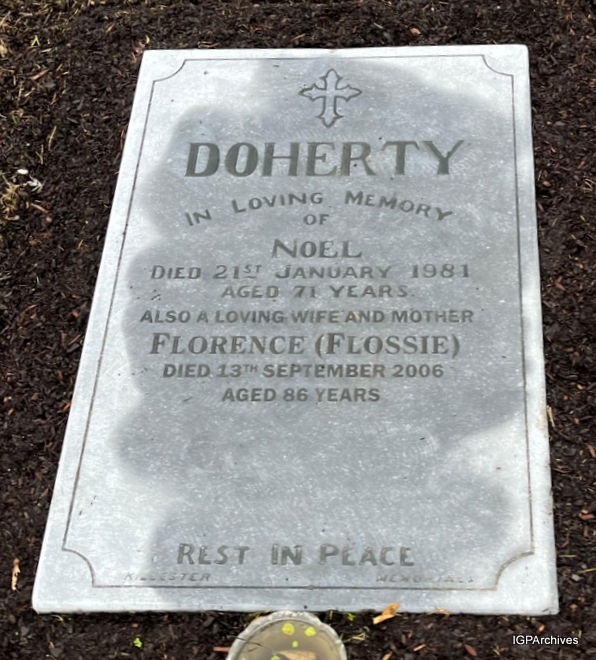 DOHERTY
IN LOVING MEMORY
OF
NOEL
DIED 21ST JANUARY 1981
AGED 71 YEARS.
ALSO A LOVING WIFE AND MOTHER
FLORENCE (FLOSSIE)
DIED 13TH SEPTEMBER 2006
AGED 86 YEARS
REST IN PEACE
KILLESTER MEMORIALS
IGPArchives